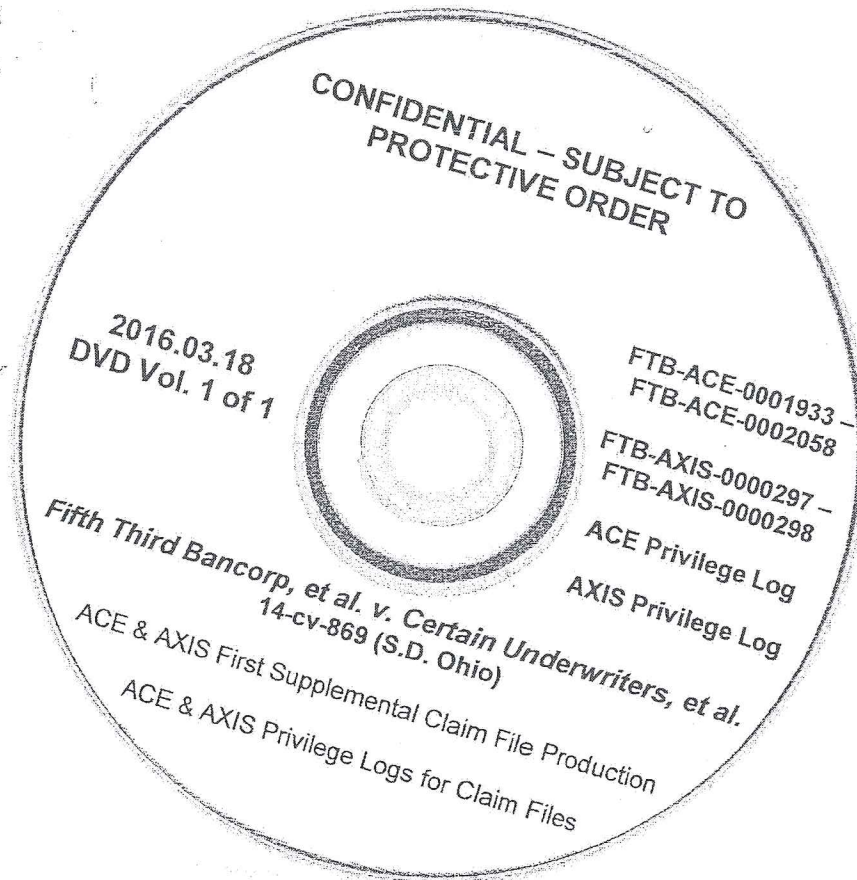 CONFIDENTIAL – SUBJECT TO
PROTECTIVE ORDER
2016.03.18
DVD Vol. 1 of 1
FTB-ACE-0001933 –
FTB-ACE-0002058
FTB-AXIS-0000297 –
FTB-AXIS-0000298
ACE Privilege Log
AXIS Privilege Log
Fifth Third Bancorp, et al. v. Certain Underwriters, et al.
14-cv-869 (S.D. Ohio)
ACE & AXIS First Supplemental Claim File Production
ACE & AXIS Privilege Logs for Claim Files